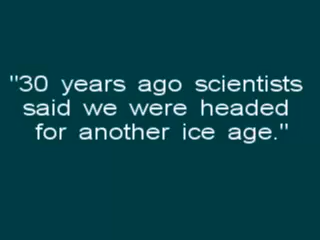 "30 years ago scientists
said we were headed
for another ice age."